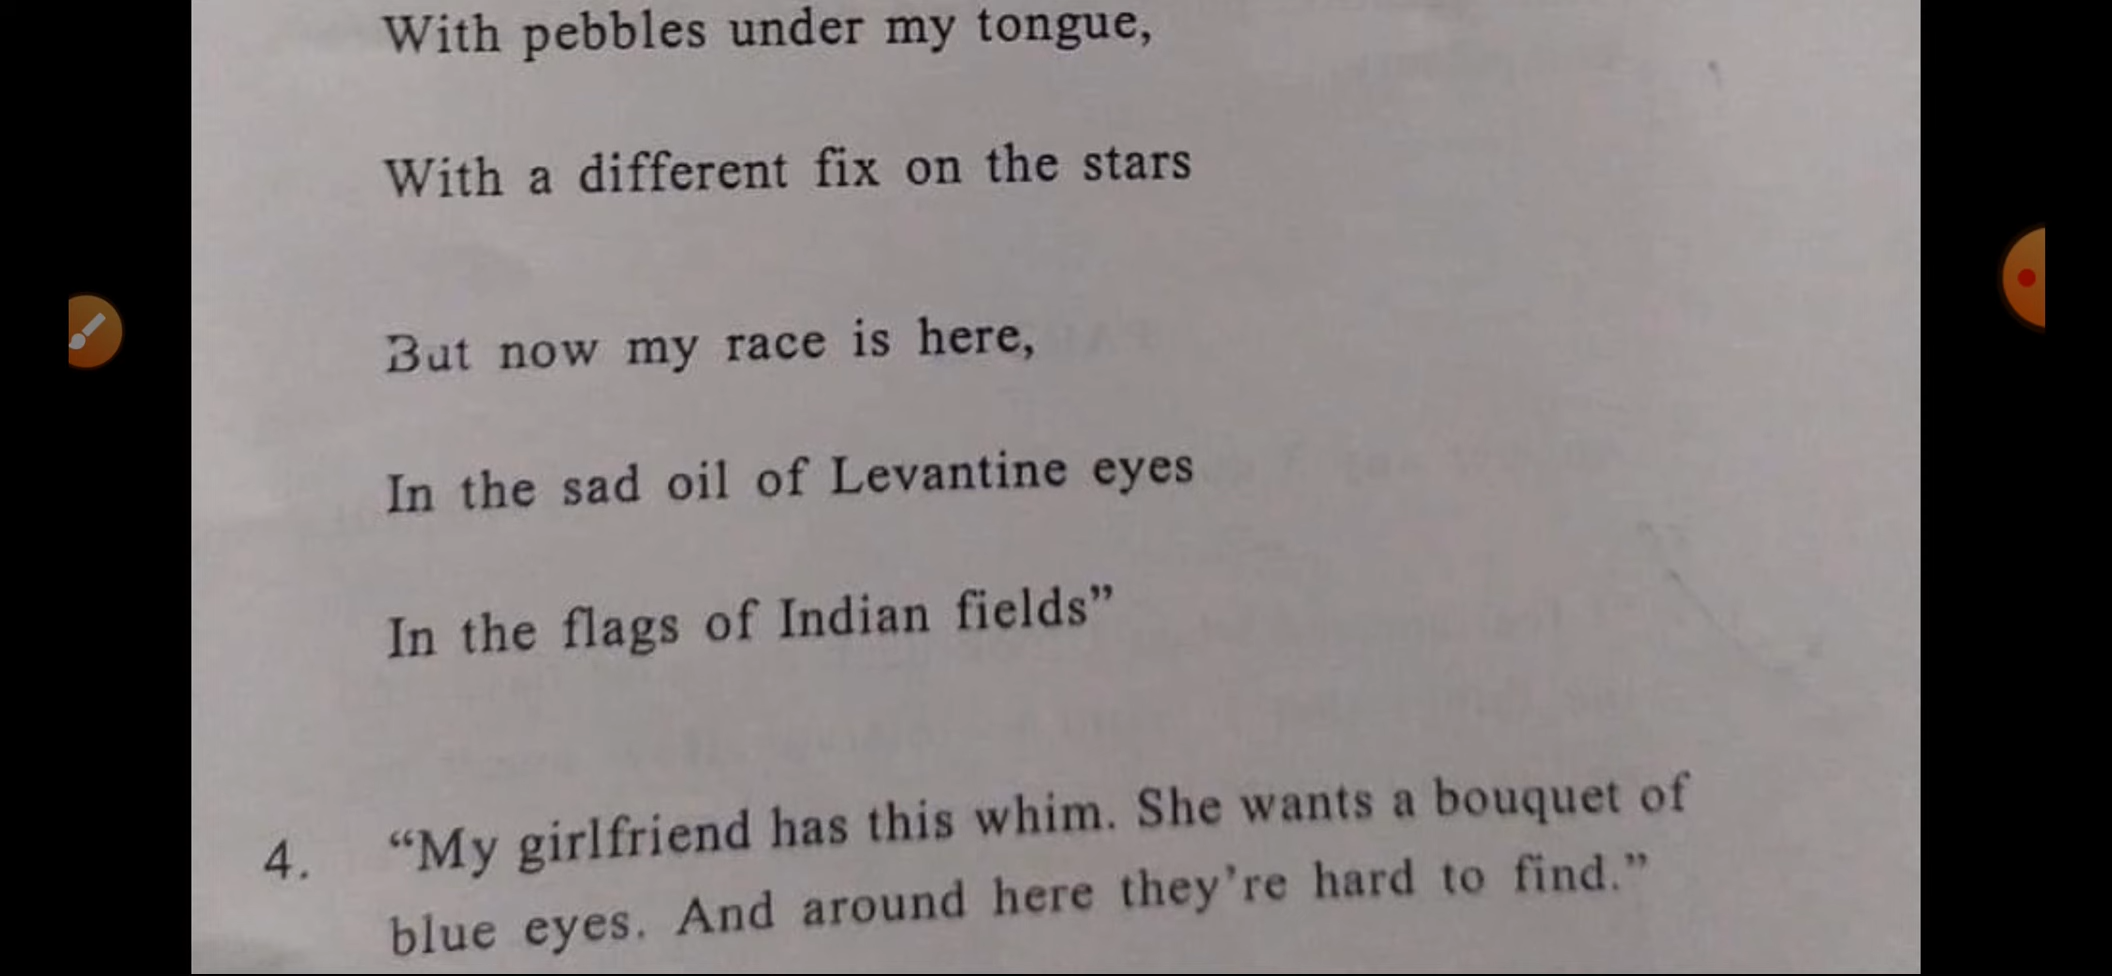 With pebbles under my tongue,
With a different fix on the stars
But now my race is here,
In the sad oil of Levantine eyes
In the flags of Indian fields”
4. “My girlfriend has this whim. She wants a bouquet of
blue eyes. And around here they’re hard to find.”